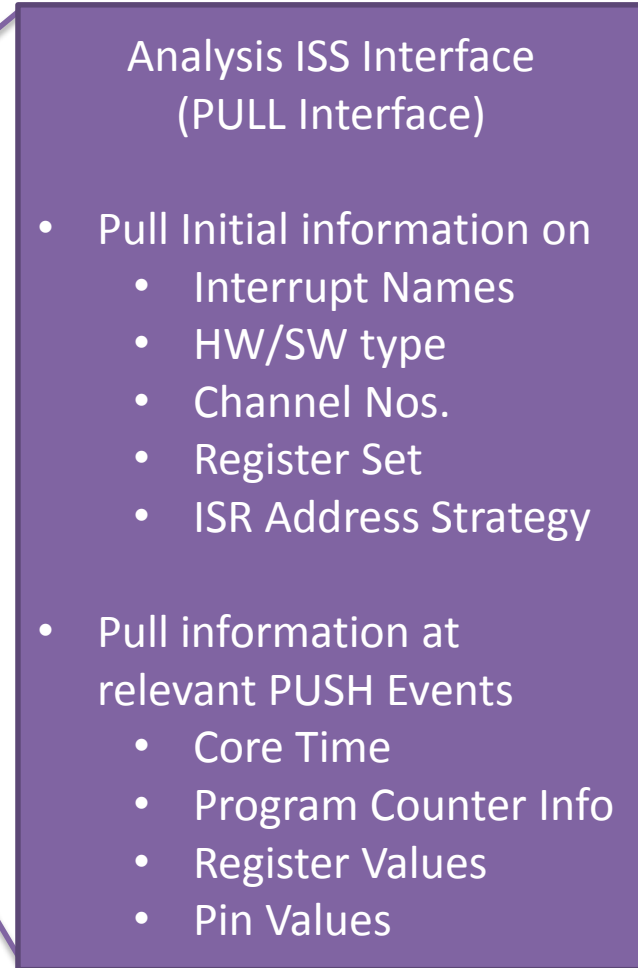 Analysis ISS Interface
(PULL Interface)
• Pull Initial information on
• Interrupt Names
• HW/SW type
• Channel Nos.
• Register Set
• ISR Address Strategy
• Pull information at
relevant PUSH Events
• Core Time
• Program Counter Info
• Register Values
• Pin Values